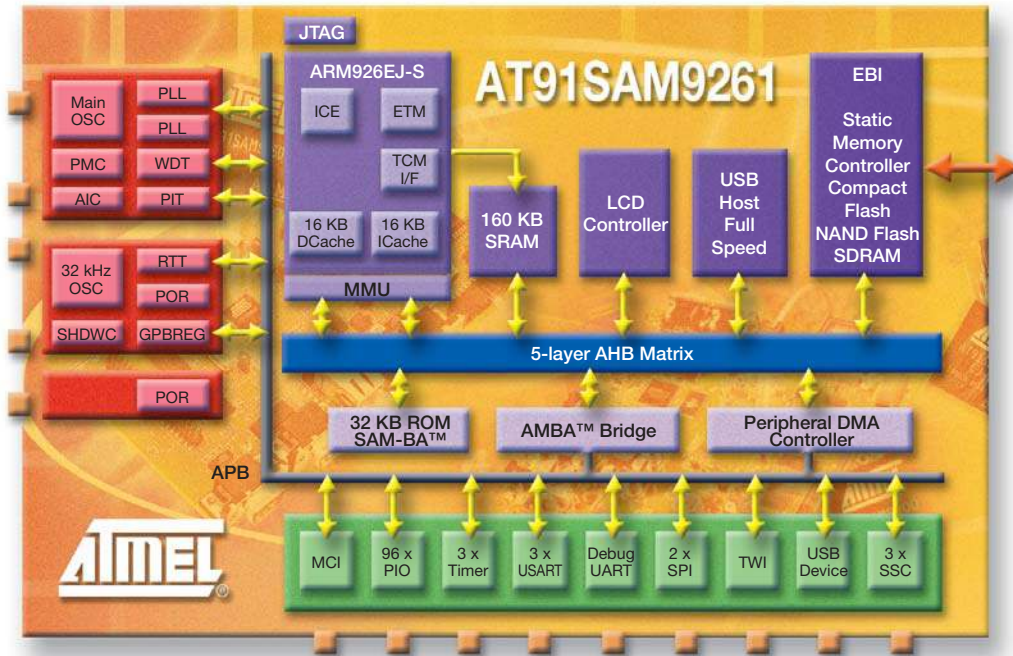 JTAG
ARM926EJ-S
ICE
ETM
TCM
I/F
16 KB
DCache
16 KB
ICache
MMU
AT91SAM9261
EBI
Static
Memory
Controller
Compact
Flash
NAND Flash
SDRAM
Main
OSC
PLL
PLL
PMC
WDT
AIC
PIT
32 kHz
OSC
RTT
POR
SHDWC
GPBREG
POR
160 KB
SRAM
LCD
Controller
USB
Host
Full
Speed
5-layer AHB Matrix
32 KB ROM
SAM-BA™
AMBA™ Bridge
Peripheral DMA
Controller
APB
ATMEL
®
MCI
96 x
PIO
3 x
Timer
3 x
USART
Debug
UART
2 x
SPI
TWI
USB
Device
3 x
SSC